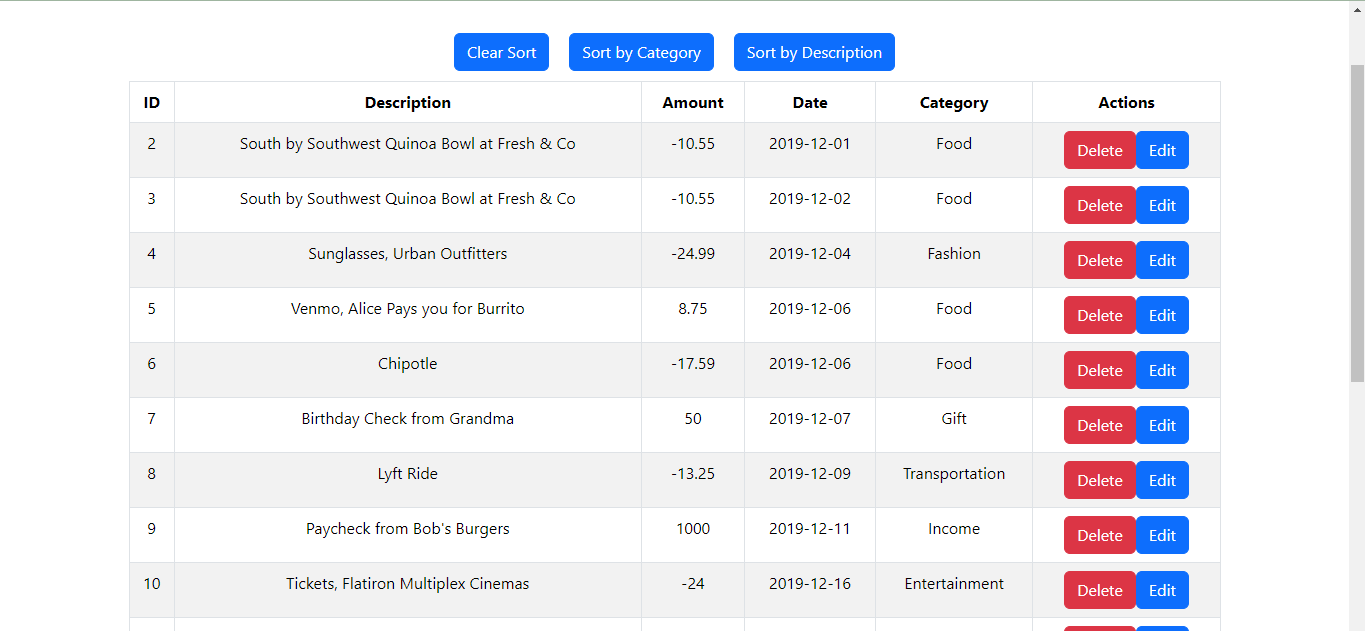 Clear Sort Sort by Category Sort by Description
ID Description Amount Date Category Actions
2 South by Southwest Quinoa Bowl at Fresh & Co -10.55 2019-12-01 Food Delete Edit
3 South by Southwest Quinoa Bowl at Fresh & Co -10.55 2019-12-02 Food Delete Edit
4 Sunglasses, Urban Outfitters -24.99 2019-12-04 Fashion Delete Edit
5 Venmo, Alice Pays you for Burrito 8.75 2019-12-06 Food Delete Edit
6 Chipotle -17.59 2019-12-06 Food Delete Edit
7 Birthday Check from Grandma 50 2019-12-07 Gift Delete Edit
8 Lyft Ride -13.25 2019-12-09 Transportation Delete Edit
9 Paycheck from Bob's Burgers 1000 2019-12-11 Income Delete Edit
10 Tickets, Flatiron Multiplex Cinemas -24 2019-12-16 Entertainment Delete Edit